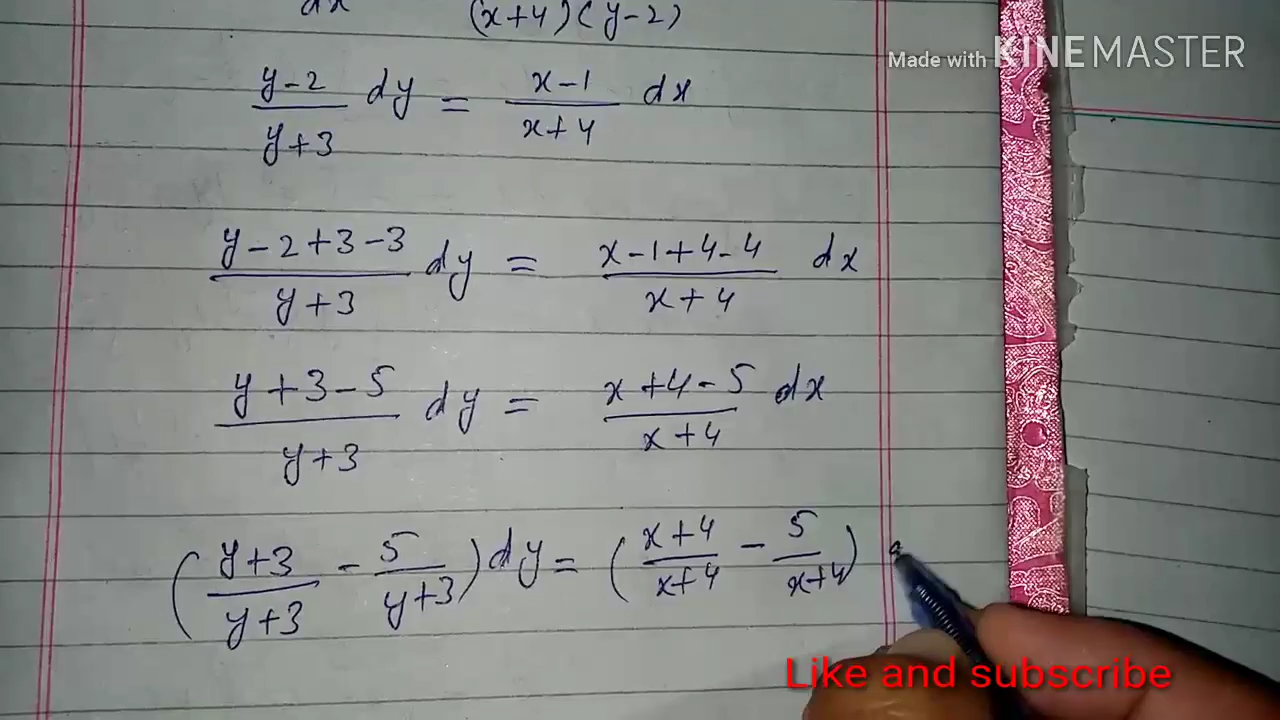 dx (x+4)(y-2)
Made with KINEMASTER
y-2/y+3 dy = x-1/x+4 dx
y-2+3-3/y+3 dy = x-1+4-4/x+4 dx
y+3-5/y+3 dy = x+4-5/x+4 dx
(y+3/y+3 - 5/y+3) dy = (x+4/x+4 - 5/x+4)
Like and subscribe